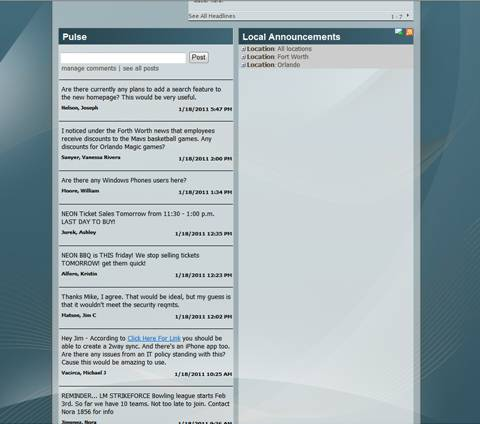 See All Headlines
1 - 7
Pulse
Post
manage comments | see all posts
Are there currently any plans to add a search feature to
the new homepage? This would be very useful.
Nelson, Joseph
1/18/2011 5:47 PM
I noticed under the Forth Worth news that employees
receive discounts to the Mavs basketball games. Any
discounts for Orlando Magic games?
Sanyer, Vanessa Rivera
1/18/2011 2:00 PM
Are there any Windows Phones users here?
Moore, William
1/18/2011 1:34 PM
NEON Ticket Sales Tomorrow from 11:30 - 1:00 p.m.
LAST DAY TO BUY!
Jurek, Ashley
1/18/2011 12:35 PM
NEON BBQ is THIS friday! We stop selling tickets
TOMORROW! get them quick!
Alfero, Kristin
1/18/2011 12:23 PM
Thanks Mike, I agree. That would be ideal, but my guess is
that it wouldn't meet the security reqmts.
Matsuo, Jim C
1/18/2011 12:02 PM
Hey Jim - According to Click Here For Link you should be
able to create a 2way sync. And there's an iPhone app too.
Are there any issues from an IT policy standing with this?
Cause this would be amazing to use.
Vacirca, Michael J
1/18/2011 10:25 AM
REMINDER... LM STRIKEFORCE Bowling league starts Feb
3rd. So far we have 10 teams. Not too late to join. Contact
Nora 1856 for info
Jimenez, Nora
1/18/2011 9:36 AM
Local Announcements
Location: All locations
Location: Fort Worth
Location: Orlando